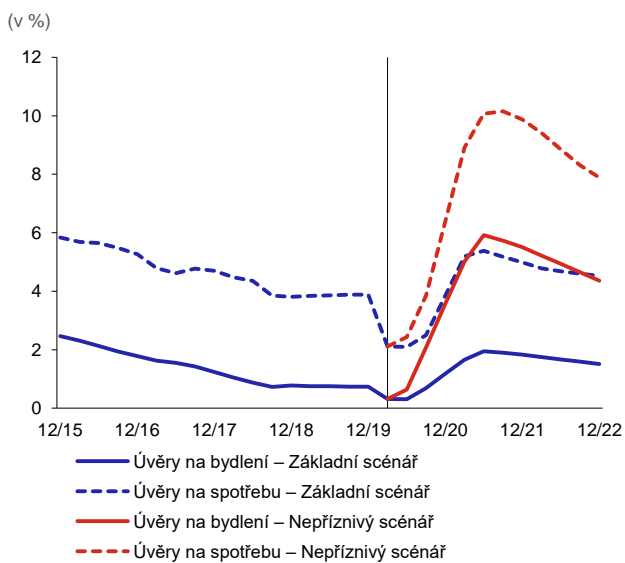 (v %)
12
10
8
6
4
2
0
12/15 12/16 12/17 12/18 12/19 12/20 12/21 12/22
Úvěry na bydlení – Základní scénář
Úvěry na spotřebu – Základní scénář
Úvěry na bydlení – Nepříznivý scénář
Úvěry na spotřebu – Nepříznivý scénář